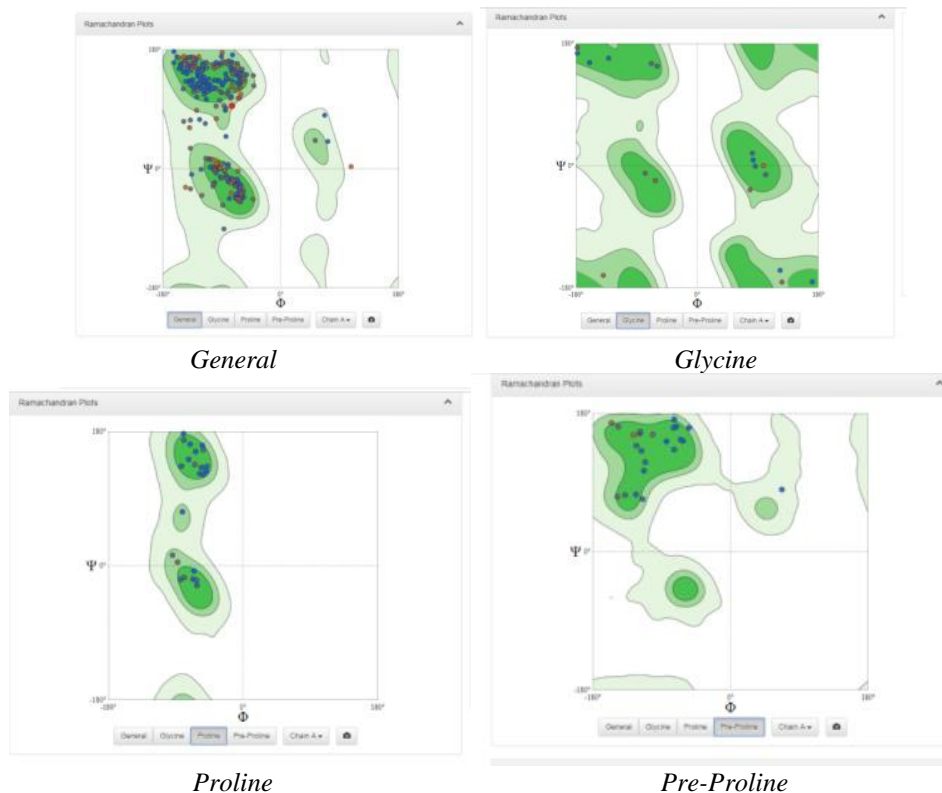 Ramachandran Plots
180°
Ψ 0°
-180°
-180° 0° 180°
Φ
General Glycine Proline Pre-Proline Chain A
General
Ramachandran Plots
180°
Ψ 0°
-180°
-180° 0° 180°
Φ
General Glycine Proline Pre-Proline Chain A
Glycine
Ramachandran Plots
180°
Ψ 0°
-180°
-180° 0° 180°
Φ
General Glycine Proline Pre-Proline Chain A
Proline
Ramachandran Plots
180°
Ψ 0°
-180°
-180° 0° 180°
Φ
General Glycine Proline Pre-Proline Chain A
Pre-Proline